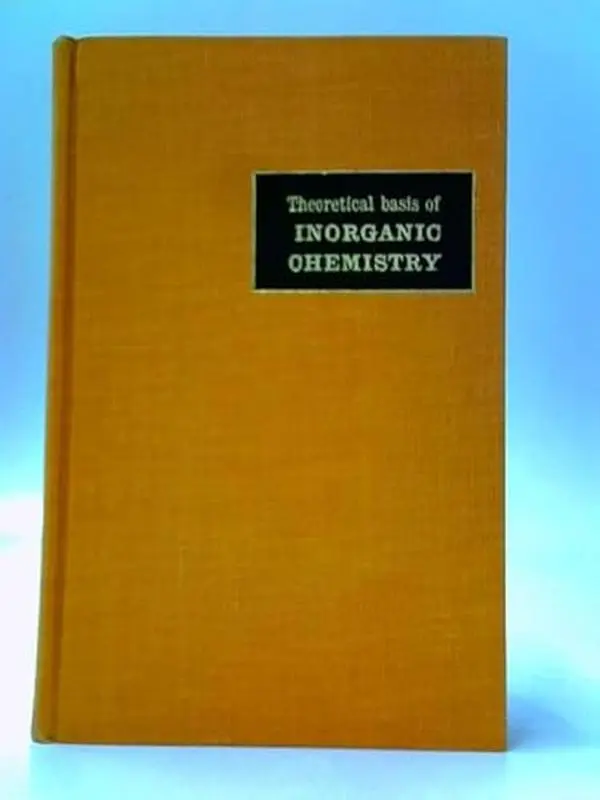 Theoretical basis of
INORGANIC
CHEMISTRY